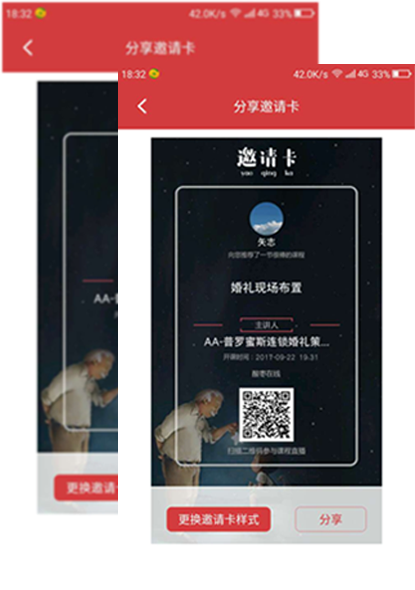 18:32 42.0K/s 4G 33%
分享邀请卡
AA-普
更换邀请
18:32 42.0K/s 4G 33%
分享邀请卡
邀请卡
yao qing ka
矢志
向您推荐了一节很棒的课程
婚礼现场布置
主讲人
AA-普罗蜜斯连锁婚礼策...
开课时间：2017-09-22 19:31
酸枣在线
扫描二维码参与课程直播
更换邀请卡样式
分享